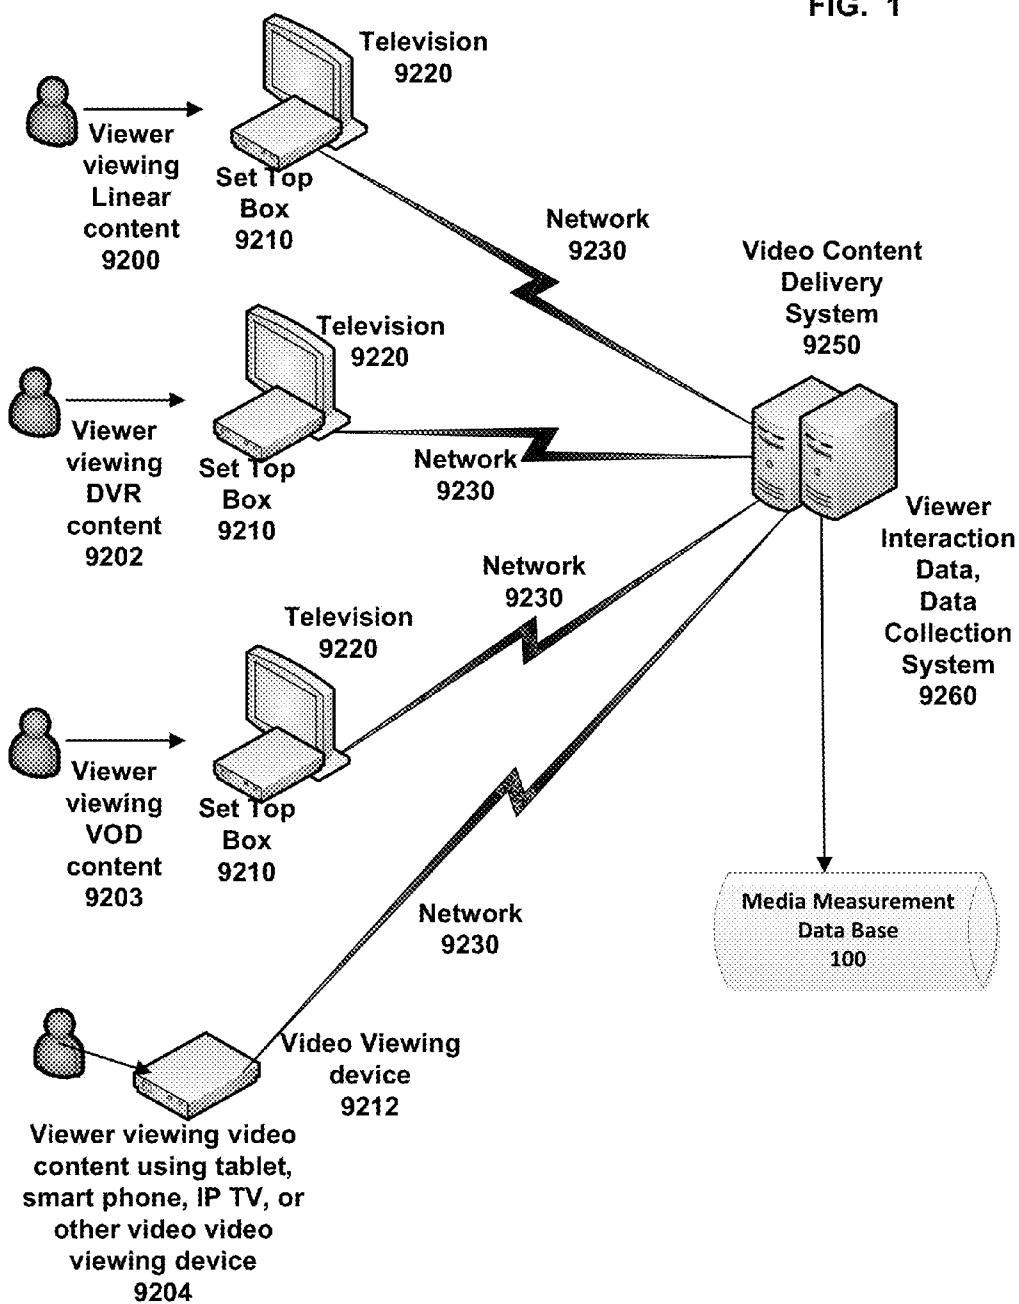 FIG. 1
Television
9220
Viewer
viewing
Linear
content
9200
Set Top
Box
9210
Network
9230
Video Content
Delivery
System
9250
Television
9220
Viewer
viewing
DVR
content
9202
Set Top
Box
9210
Network
9230
Viewer
Interaction
Data,
Data
Collection
System
9260
Network
9230
Television
9220
Viewer
viewing
VOD
content
9203
Set Top
Box
9210
Network
9230
Media Measurement
Data Base
100
Video Viewing
device
9212
Viewer viewing video
content using tablet,
smart phone, IP TV, or
other video video
viewing device
9204